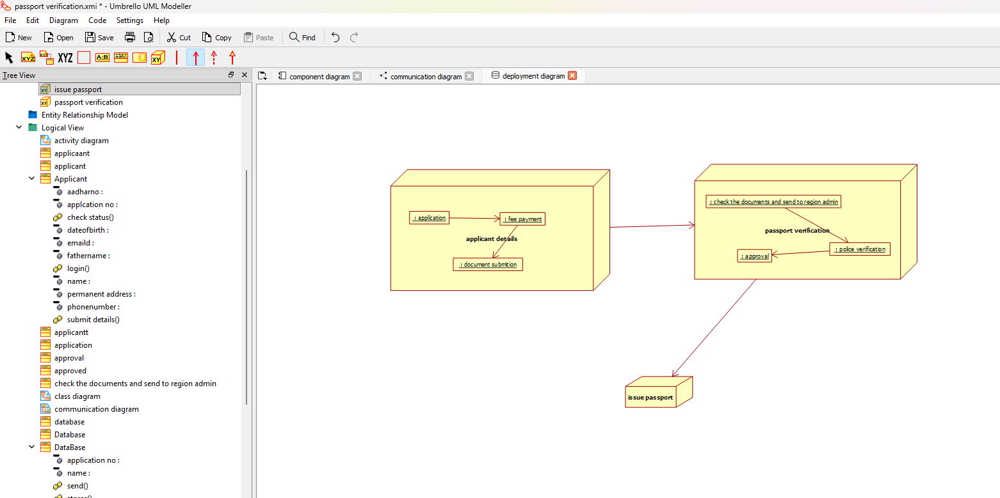 passport verification.xmi * - Umbrello UML Modeller
File Edit Diagram Code Settings Help
New Open Save Cut Copy Paste Find
XYZ XYZ XYZ A:B ABC XY
Tree View
component diagram communication diagram deployment diagram
issue passport
passport verification
Entity Relationship Model
Logical View
activity diagram
applicaant
applicant
Applicant
aadharno :
applcation no :
check status()
dateofbirth :
emaild :
fathername :
login()
name :
permanent address :
phonenumber :
submit details()
applicantt
application
approval
approved
check the documents and send to region admin
class diagram
communication diagram
database
Database
DataBase
application no :
name :
send()
: application
: fee payment
applicant details
: document submition
: check the documents and send to region admin
passport verification
: police verification
: approval
issue passport